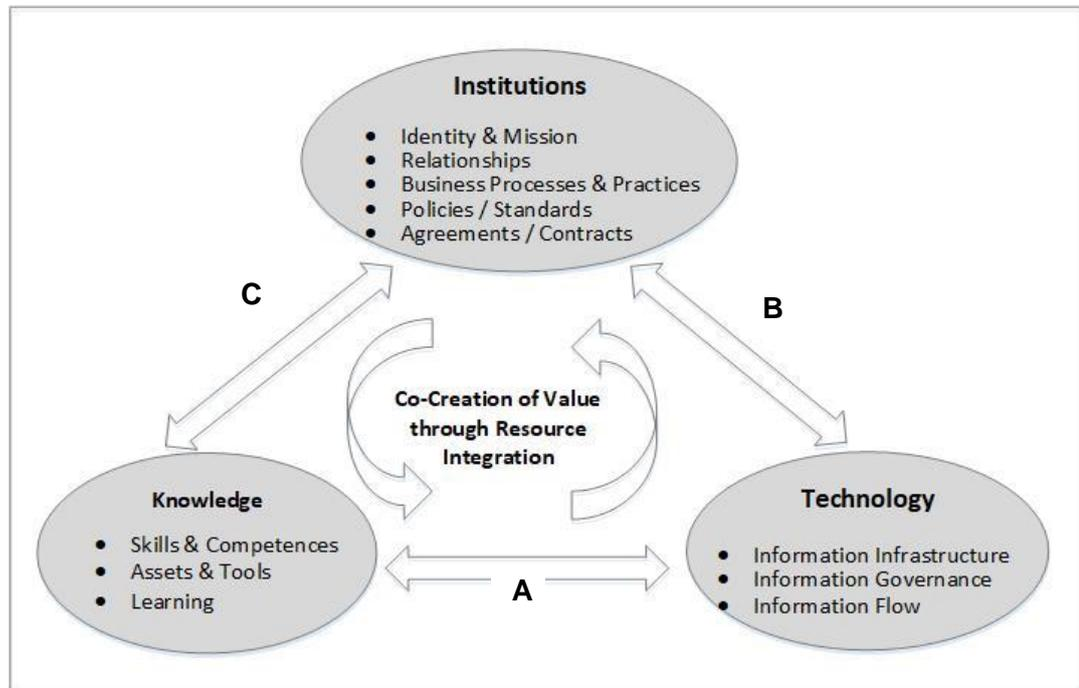 Institutions
• Identity & Mission
• Relationships
• Business Processes & Practices
• Policies / Standards
• Agreements / Contracts
C
B
Co-Creation of Value
through Resource
Integration
Knowledge
• Skills & Competences
• Assets & Tools
• Learning
Technology
• Information Infrastructure
• Information Governance
• Information Flow
A